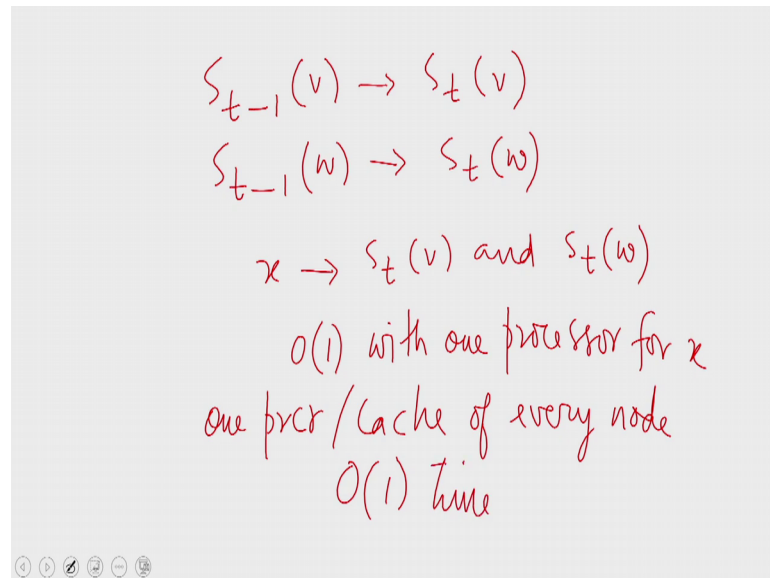 S_{t-1}(v) → S_t(v)
S_{t-1}(w) → S_t(w)
x → S_t(v) and S_t(w)
O(1) with one processor for x
one prcr/Cache of every node
O(1) time